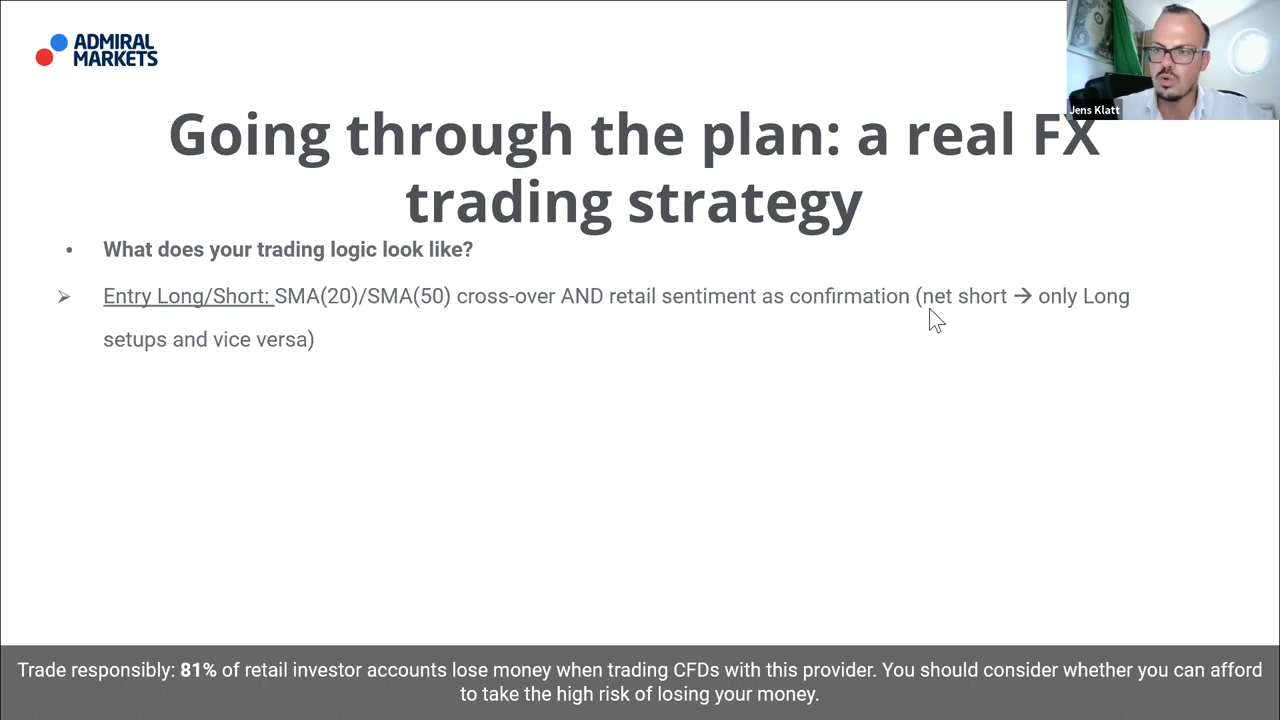 ADMIRAL
MARKETS
Jens Klatt
Going through the plan: a real FX
trading strategy
• What does your trading logic look like?
➢ Entry Long/Short: SMA(20)/SMA(50) cross-over AND retail sentiment as confirmation (net short → only Long
setups and vice versa)
Trade responsibly: 81% of retail investor accounts lose money when trading CFDs with this provider. You should consider whether you can afford
to take the high risk of losing your money.